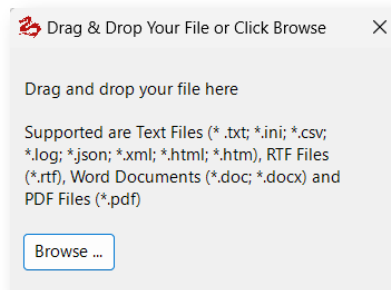 Drag & Drop Your File or Click Browse
Drag and drop your file here
Supported are Text Files (* .txt; *.ini; *.csv;
*.log; *.json; *.xml; *.html; *.htm), RTF Files
(*.rtf), Word Documents (*.doc; *.docx) and
PDF Files (*.pdf)
Browse ...